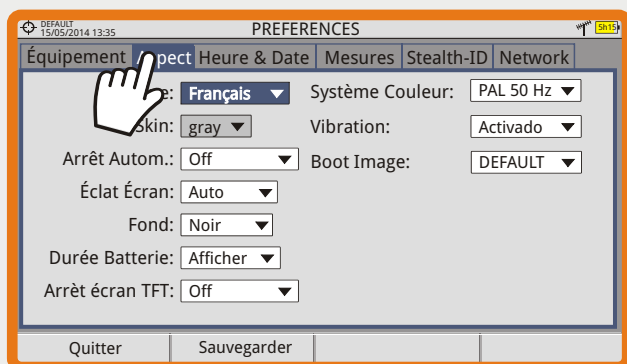 DEFAULT
15/05/2014 13:35
PREFERENCES
5h15
Équipement Aspect Heure & Date Mesures Stealth-ID Network
Français
Système Couleur: PAL 50 Hz
Skin: gray
Vibration: Activado
Arrêt Autom.: Off
Boot Image: DEFAULT
Éclat Écran: Auto
Fond: Noir
Durée Batterie: Afficher
Arrèt écran TFT: Off
Quitter Sauvegarder